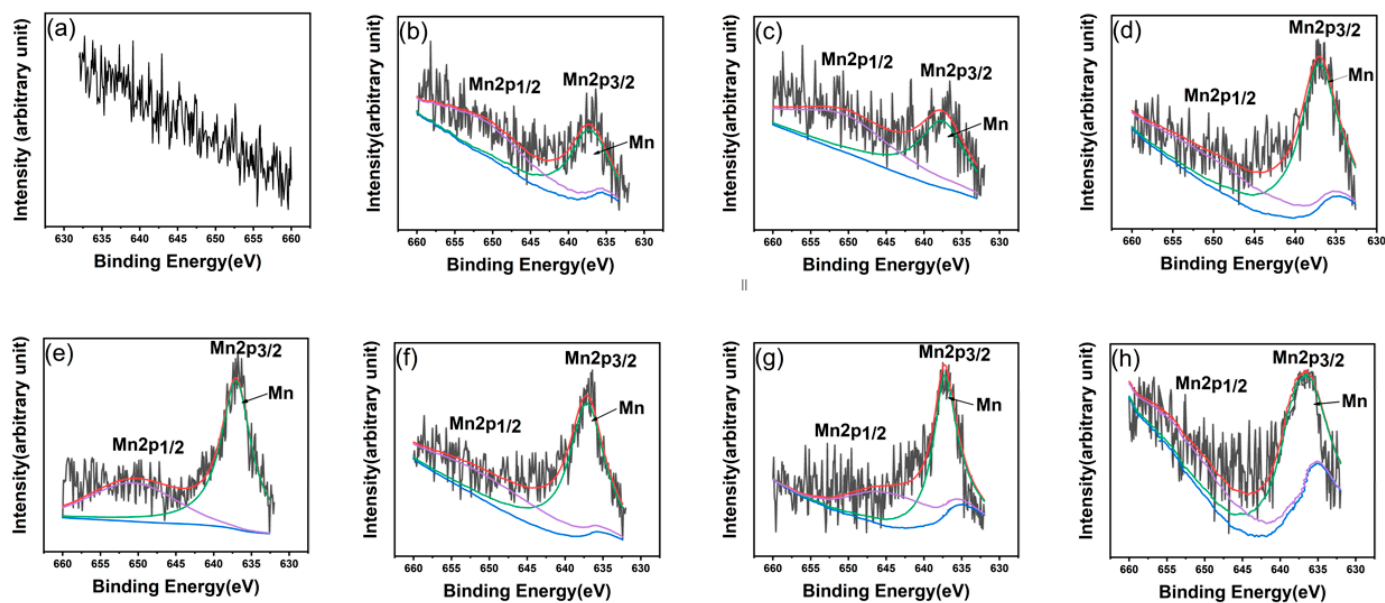 (a)
Intensity (arbitrary unit)
630 635 640 645 650 655 660
Binding Energy(eV)
(b)
Mn2p1/2
Mn2p3/2
Mn
Intensity(arbitrary unit)
660 655 650 645 640 635 630
Binding Energy(eV)
(c)
Mn2p1/2
Mn2p3/2
Mn
Intensity(arbitrary unit)
660 655 650 645 640 635 630
Binding Energy(eV)
(d)
Mn2p3/2
Mn
Mn2p1/2
Intensity(arbitrary unit)
660 655 650 645 640 635 630
Binding Energy(eV)
(e)
Mn2p3/2
Mn
Mn2p1/2
Intensity(arbitrary unit)
660 655 650 645 640 635 630
Binding Energy(eV)
(f)
Mn2p3/2
Mn
Mn2p1/2
Intensity(arbitrary unit)
660 655 650 645 640 635 630
Binding Energy(eV)
(g)
Mn2p3/2
Mn
Mn2p1/2
Intensity(arbitrary unit)
660 655 650 645 640 635 630
Binding Energy(eV)
(h)
Mn2p3/2
Mn2p1/2
Mn
Intensity(arbitrary unit)
660 655 650 645 640 635 630
Binding Energy(eV)